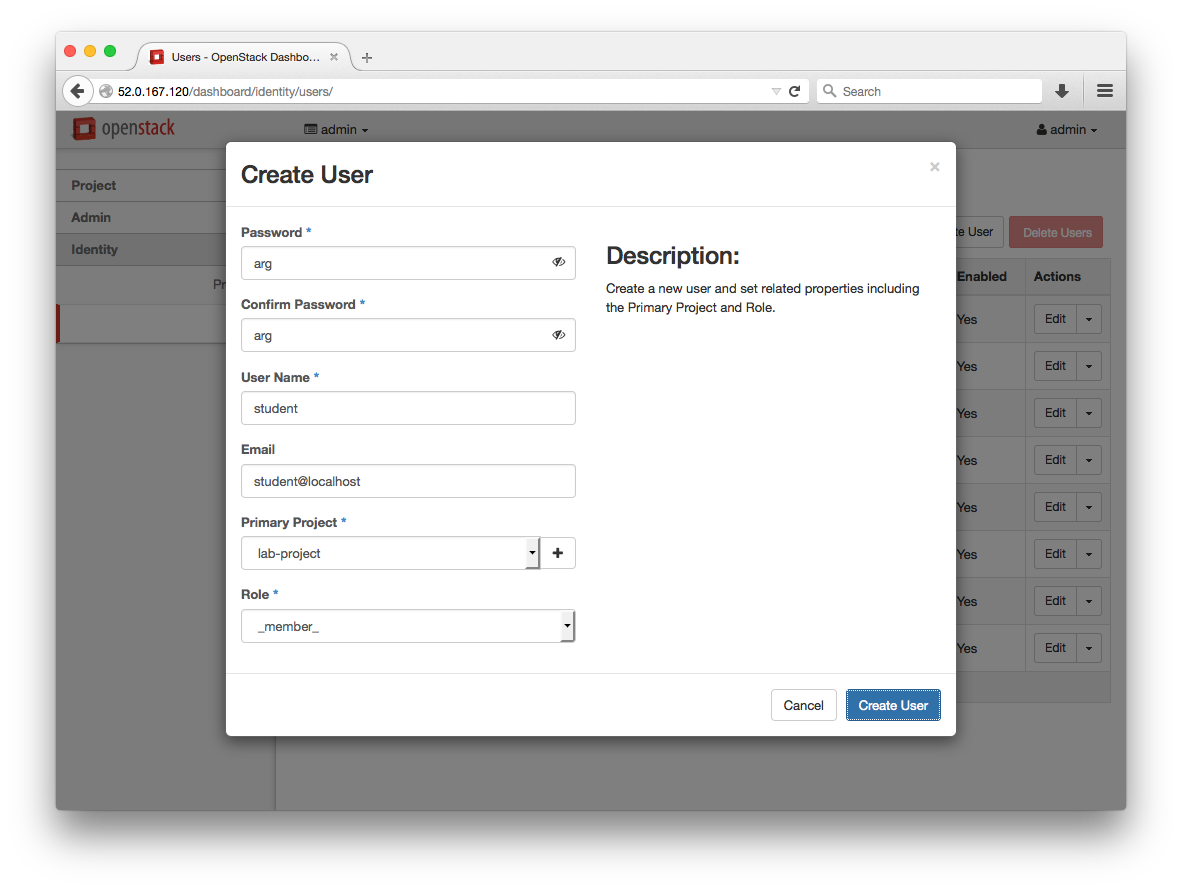 Users - OpenStack Dashbo...
52.0.167.120/dashboard/identity/users/
Search
openstack
admin
admin
Project
Admin
Identity
Pr
Create User
×
Password *
arg
Confirm Password *
arg
User Name *
student
Email
student@localhost
Primary Project *
lab-project
Role *
_member_
Description:
Create a new user and set related properties including
the Primary Project and Role.
Cancel
Create User
te User
Delete Users
Enabled
Actions
Yes
Edit
Yes
Edit
Yes
Edit
Yes
Edit
Yes
Edit
Yes
Edit
Yes
Edit
Yes
Edit